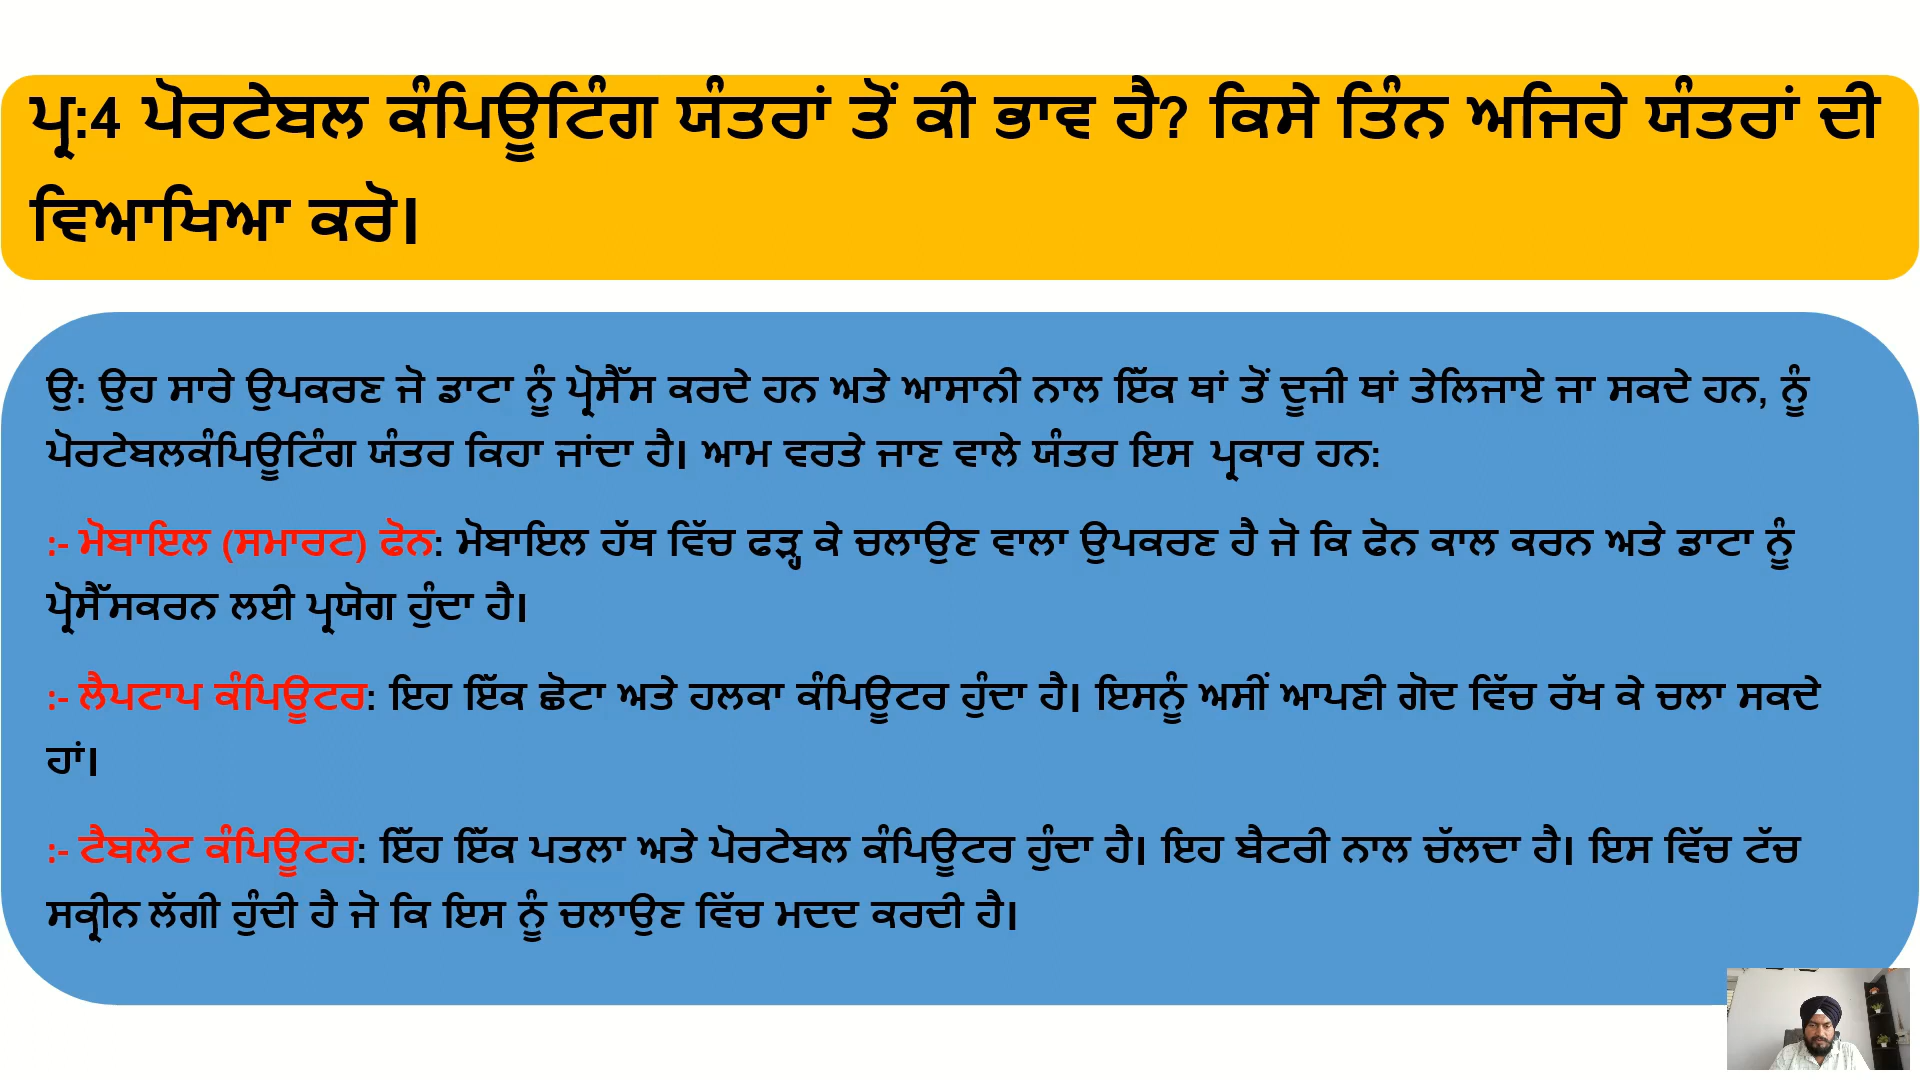 ਪ੍ਰ:4 ਪੋਰਟੇਬਲ ਕੰਪਿਊਟਿੰਗ ਯੰਤਰਾਂ ਤੋਂ ਕੀ ਭਾਵ ਹੈ? ਕਿਸੇ ਤਿੰਨ ਅਜਿਹੇ ਯੰਤਰਾਂ ਦੀ
ਵਿਆਖਿਆ ਕਰੋ।
ਉ: ਉਹ ਸਾਰੇ ਉਪਕਰਣ ਜੋ ਡਾਟਾ ਨੂੰ ਪ੍ਰੋਸੈੱਸ ਕਰਦੇ ਹਨ ਅਤੇ ਆਸਾਨੀ ਨਾਲ ਇੱਕ ਥਾਂ ਤੋਂ ਦੂਜੀ ਥਾਂ ਤੇਲਿਜਾਏ ਜਾ ਸਕਦੇ ਹਨ, ਨੂੰ
ਪੋਰਟੇਬਲਕੰਪਿਊਟਿੰਗ ਯੰਤਰ ਕਿਹਾ ਜਾਂਦਾ ਹੈ। ਆਮ ਵਰਤੇ ਜਾਣ ਵਾਲੇ ਯੰਤਰ ਇਸ ਪ੍ਰਕਾਰ ਹਨ:
:- ਮੋਬਾਇਲ (ਸਮਾਰਟ) ਫੋਨ: ਮੋਬਾਇਲ ਹੱਥ ਵਿੱਚ ਫੜ੍ਹ ਕੇ ਚਲਾਉਣ ਵਾਲਾ ਉਪਕਰਣ ਹੈ ਜੋ ਕਿ ਫੋਨ ਕਾਲ ਕਰਨ ਅਤੇ ਡਾਟਾ ਨੂੰ
ਪ੍ਰੋਸੈੱਸਕਰਨ ਲਈ ਪ੍ਰਯੋਗ ਹੁੰਦਾ ਹੈ।
:- ਲੈਪਟਾਪ ਕੰਪਿਊਟਰ: ਇਹ ਇੱਕ ਛੋਟਾ ਅਤੇ ਹਲਕਾ ਕੰਪਿਊਟਰ ਹੁੰਦਾ ਹੈ। ਇਸਨੂੰ ਅਸੀਂ ਆਪਣੀ ਗੋਦ ਵਿੱਚ ਰੱਖ ਕੇ ਚਲਾ ਸਕਦੇ
ਹਾਂ।
:- ਟੈਬਲੇਟ ਕੰਪਿਊਟਰ: ਇੱਹ ਇੱਕ ਪਤਲਾ ਅਤੇ ਪੋਰਟੇਬਲ ਕੰਪਿਊਟਰ ਹੁੰਦਾ ਹੈ। ਇਹ ਬੈਟਰੀ ਨਾਲ ਚੱਲਦਾ ਹੈ। ਇਸ ਵਿੱਚ ਟੱਚ
ਸਕ੍ਰੀਨ ਲੱਗੀ ਹੁੰਦੀ ਹੈ ਜੋ ਕਿ ਇਸ ਨੂੰ ਚਲਾਉਣ ਵਿੱਚ ਮਦਦ ਕਰਦੀ ਹੈ।